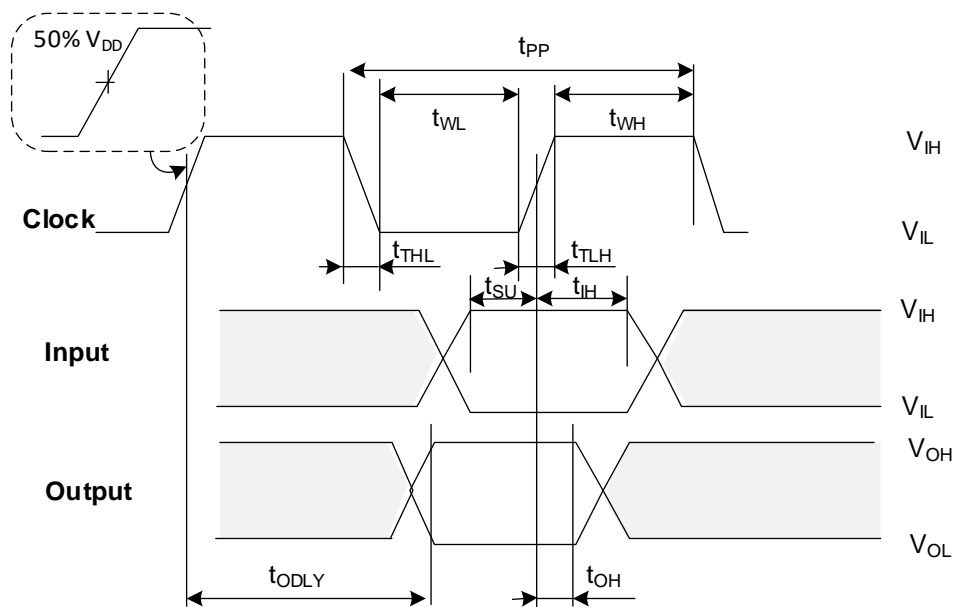 50% VDD
tPP
tWL
tWH
VIH
Clock
VIL
tTHL
tTLH
tSU
tIH
VIH
Input
VIL
VOH
Output
VOL
tODLY
tOH